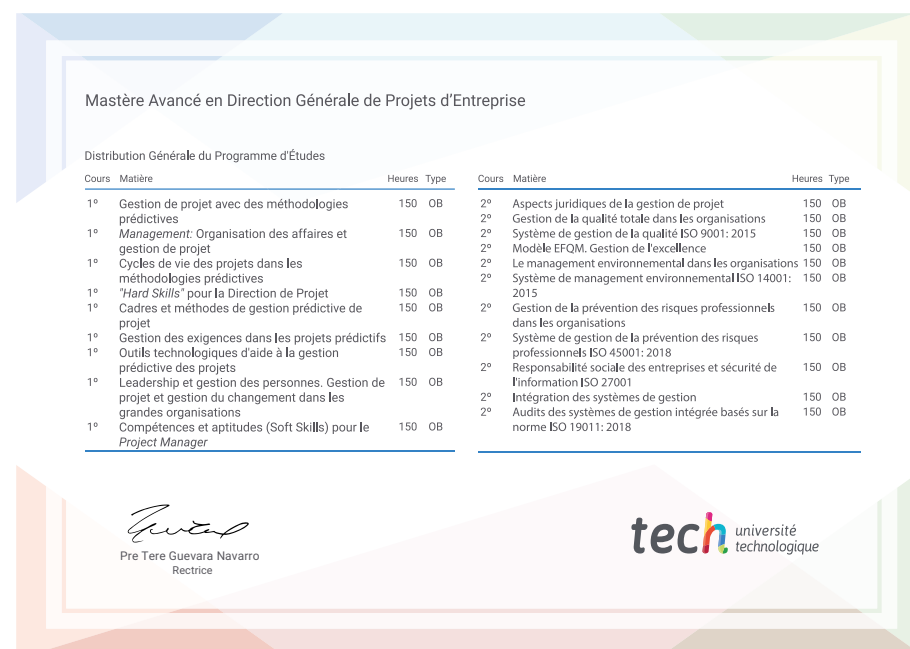 Mastère Avancé en Direction Générale de Projets d'Entreprise
Distribution Générale du Programme d'Études
Cours Matière Heures Type
1º Gestion de projet avec des méthodologies 150 OB
prédictives
1º Management: Organisation des affaires et 150 OB
gestion de projet
1º Cycles de vie des projets dans les 150 OB
méthodologies prédictives
1º "Hard Skills" pour la Direction de Projet 150 OB
1º Cadres et méthodes de gestion prédictive de 150 OB
projet
1º Gestion des exigences dans les projets prédictifs 150 OB
1º Outils technologiques d'aide à la gestion 150 OB
prédictive des projets
1º Leadership et gestion des personnes. Gestion de 150 OB
projet et gestion du changement dans les
grandes organisations
1º Compétences et aptitudes (Soft Skills) pour le 150 OB
Project Manager
Cours Matière Heures Type
2º Aspects juridiques de la gestion de projet 150 OB
2º Gestion de la qualité totale dans les organisations 150 OB
2º Système de gestion de la qualité ISO 9001: 2015 150 OB
2º Modèle EFQM. Gestion de l'excellence 150 OB
2º Le management environnemental dans les organisations 150 OB
2º Système de management environnemental ISO 14001: 150 OB
2015
2º Gestion de la prévention des risques professionnels 150 OB
dans les organisations
2º Système de gestion de la prévention des risques 150 OB
professionnels ISO 45001: 2018
2º Responsabilité sociale des entreprises et sécurité de 150 OB
l'information ISO 27001
2º Intégration des systèmes de gestion 150 OB
2º Audits des systèmes de gestion intégrée basés sur la 150 OB
norme ISO 19011: 2018
Pre Tere Guevara Navarro
Rectrice
tech université
technologique